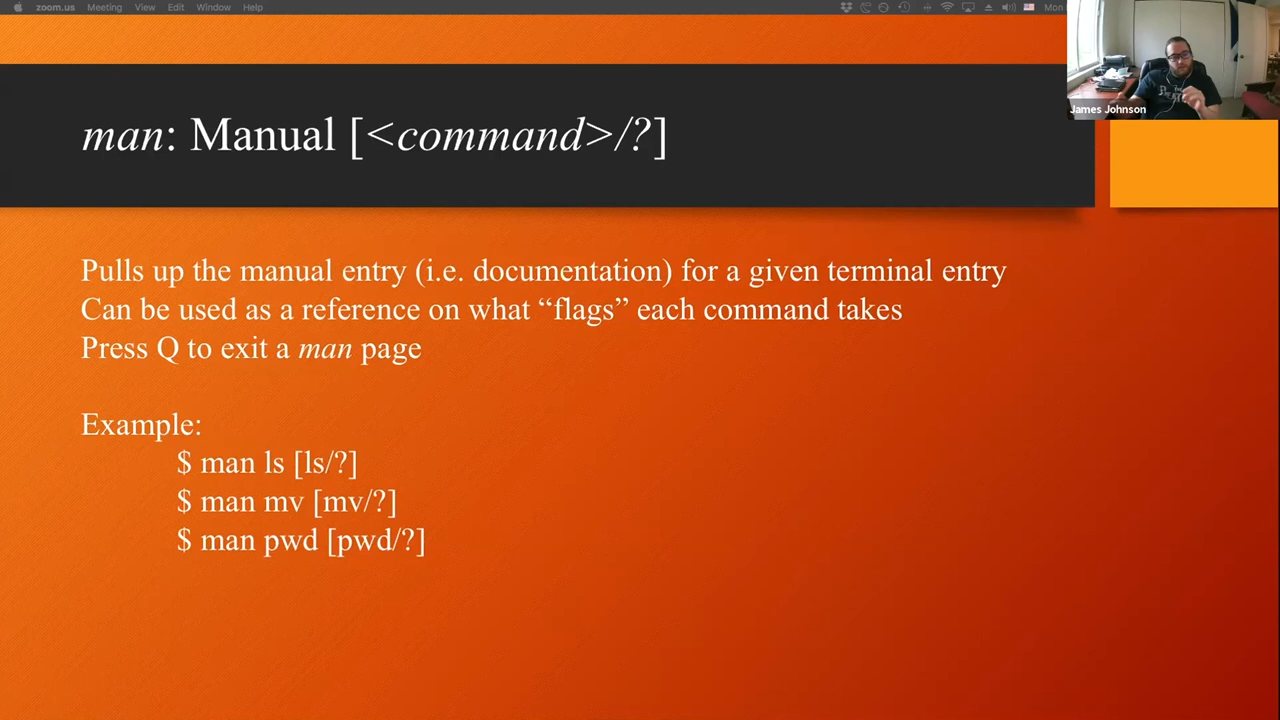 zoom.us Meeting View Edit Window Help Mon
James Johnson
man: Manual [<command>/?]
Pulls up the manual entry (i.e. documentation) for a given terminal entry
Can be used as a reference on what “flags” each command takes
Press Q to exit a man page
Example:
$ man ls [ls/?]
$ man mv [mv/?]
$ man pwd [pwd/?]